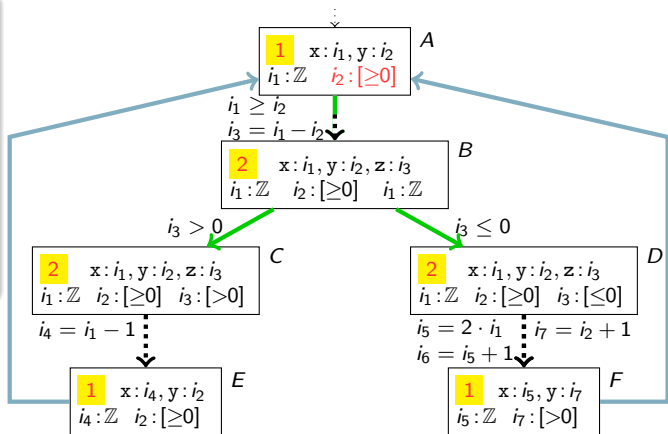 A
1 x:i₁, y:i₂
i₁:ℤ i₂:[≥0]
i₁ ≥ i₂
i₃ = i₁ − i₂
B
2 x:i₁, y:i₂, z:i₃
i₁:ℤ i₂:[≥0] i₁:ℤ
i₃ > 0
i₃ ≤ 0
C
2 x:i₁, y:i₂, z:i₃
i₁:ℤ i₂:[≥0] i₃:[>0]
D
2 x:i₁, y:i₂, z:i₃
i₁:ℤ i₂:[≥0] i₃:[≤0]
i₄ = i₁ − 1
i₅ = 2 · i₁ i₇ = i₂ + 1
i₆ = i₅ + 1
E
1 x:i₄, y:i₂
i₄:ℤ i₂:[≥0]
F
1 x:i₅, y:i₇
i₅:ℤ i₇:[>0]